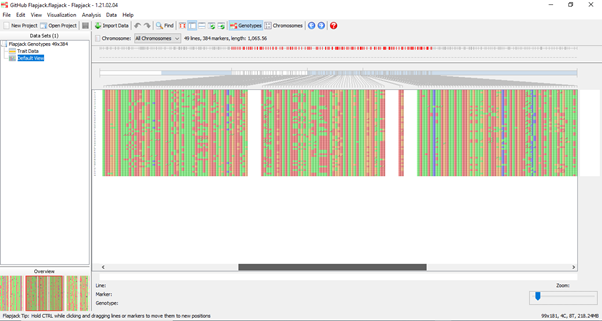 GitHub Flapjack.flapjack - Flapjack - 1.21.02.04
File Edit View Visualization Analysis Data Help
New Project Open Project Import Data Find Genotypes Chromosomes
Data Sets (1)
Flapjack Genotypes 49x384
Trait Data
Default View
Chromosome: All Chromosomes 49 lines, 384 markers, length: 1,065.56
Overview
Line:
Marker:
Genotype:
Zoom:
Flapjack Tip: Hold CTRL while clicking and dragging lines or markers to move them to new positions
99x181, 4C, 8T, 218.24MB